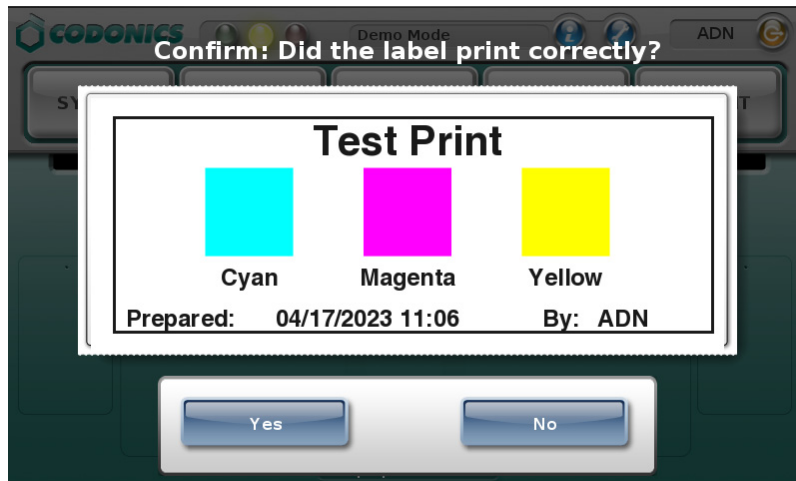 CODONICS Demo Mode ADN
Confirm: Did the label print correctly?
SY T
Test Print
Cyan Magenta Yellow
Prepared: 04/17/2023 11:06 By: ADN
Yes No